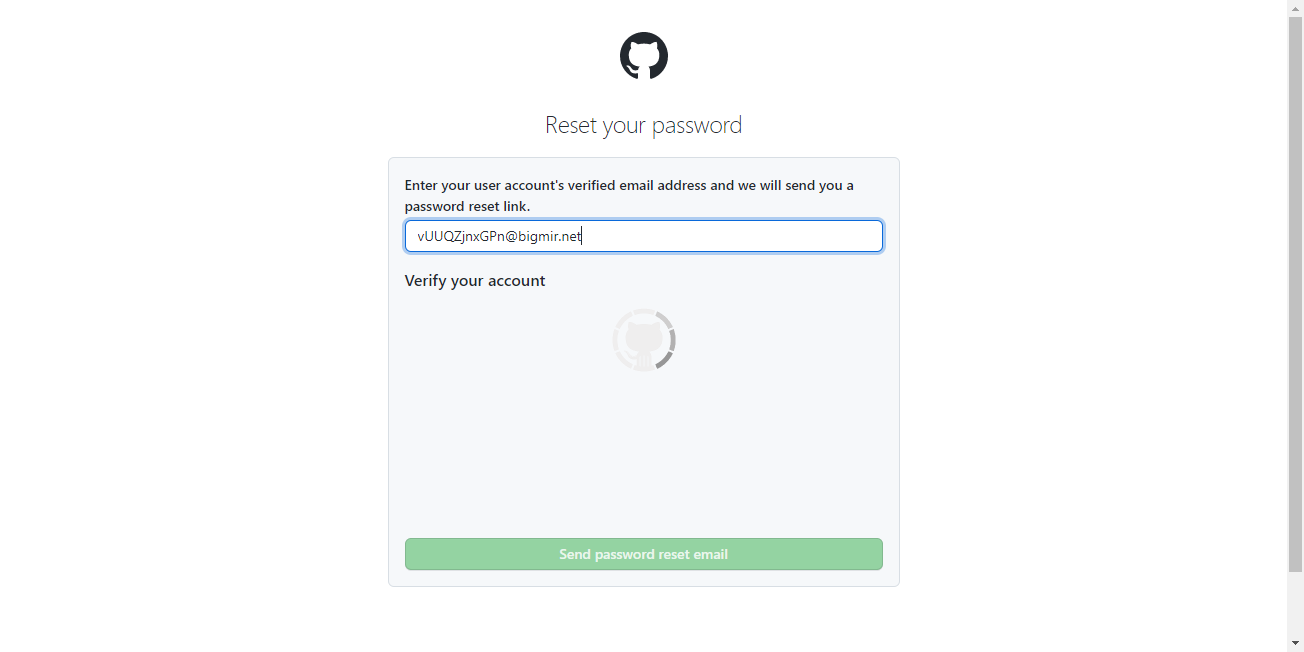 Reset your password
Enter your user account's verified email address and we will send you a
password reset link.
vUUQZjnxGPn@bigmir.net
Verify your account
Send password reset email